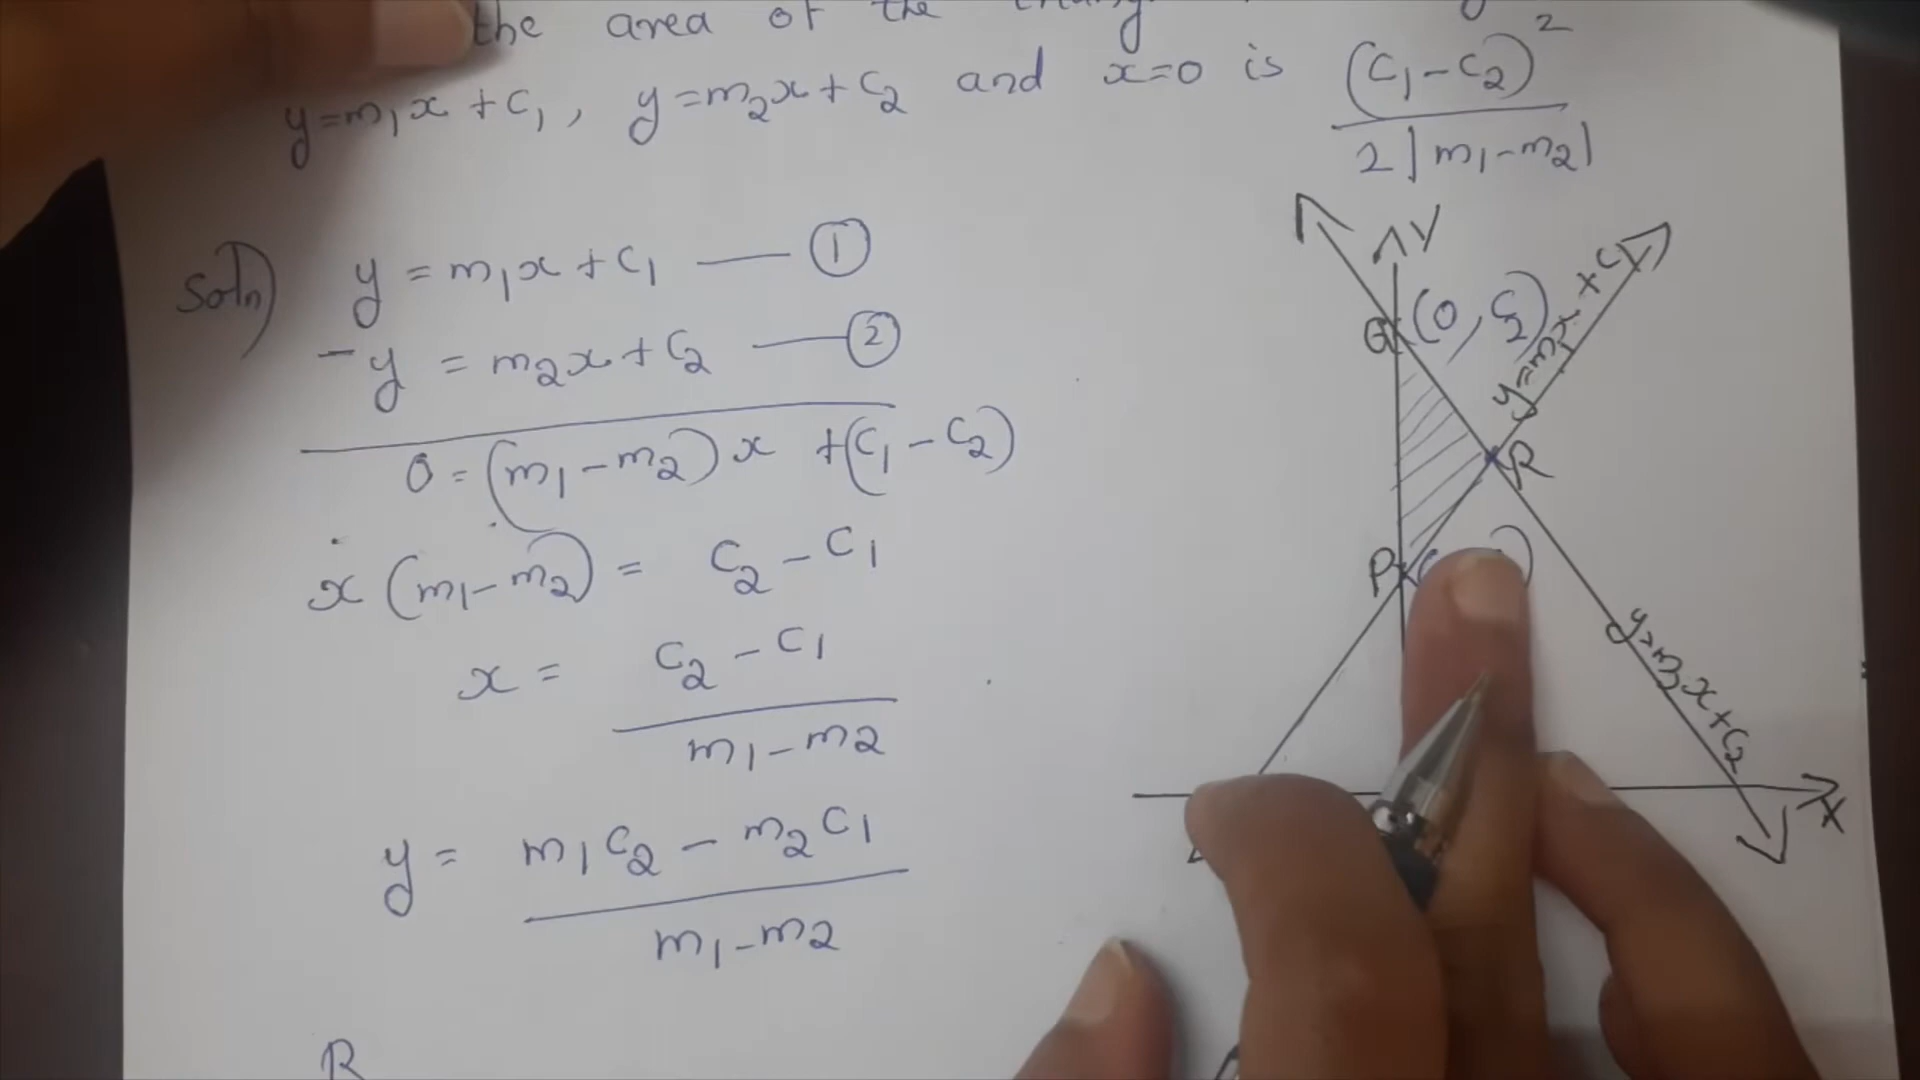 the area of the
y=m₁x + c₁, y=m₂x + c₂ and x=0 is (c₁-c₂)² / 2|m₁-m₂|
Soln) y = m₁x + c₁ — ①
- y = m₂x + c₂ — ②
0 = (m₁-m₂)x + (c₁-c₂)
x(m₁-m₂) = c₂-c₁
x = c₂-c₁ / m₁-m₂
y = m₁c₂ - m₂c₁ / m₁-m₂
R
Y
Q (0, c₂)
y=m₁x + c₁
R
P (
y=m₂x+c₂
X